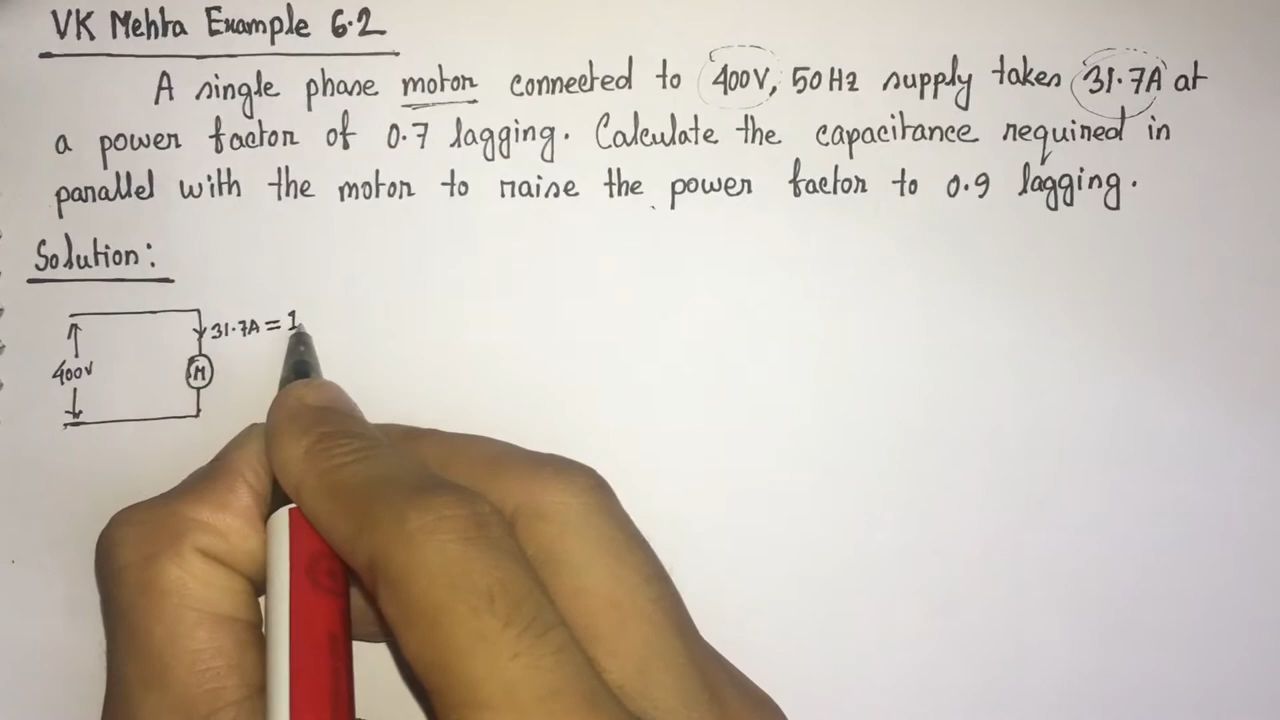 VK Mehta Example 6.2
A single phase motor connected to 400V, 50Hz supply takes 31.7A at
a power factor of 0.7 lagging. Calculate the capacitance required in
parallel with the motor to raise the power factor to 0.9 lagging.
Solution:
31.7A = 1
400V
M